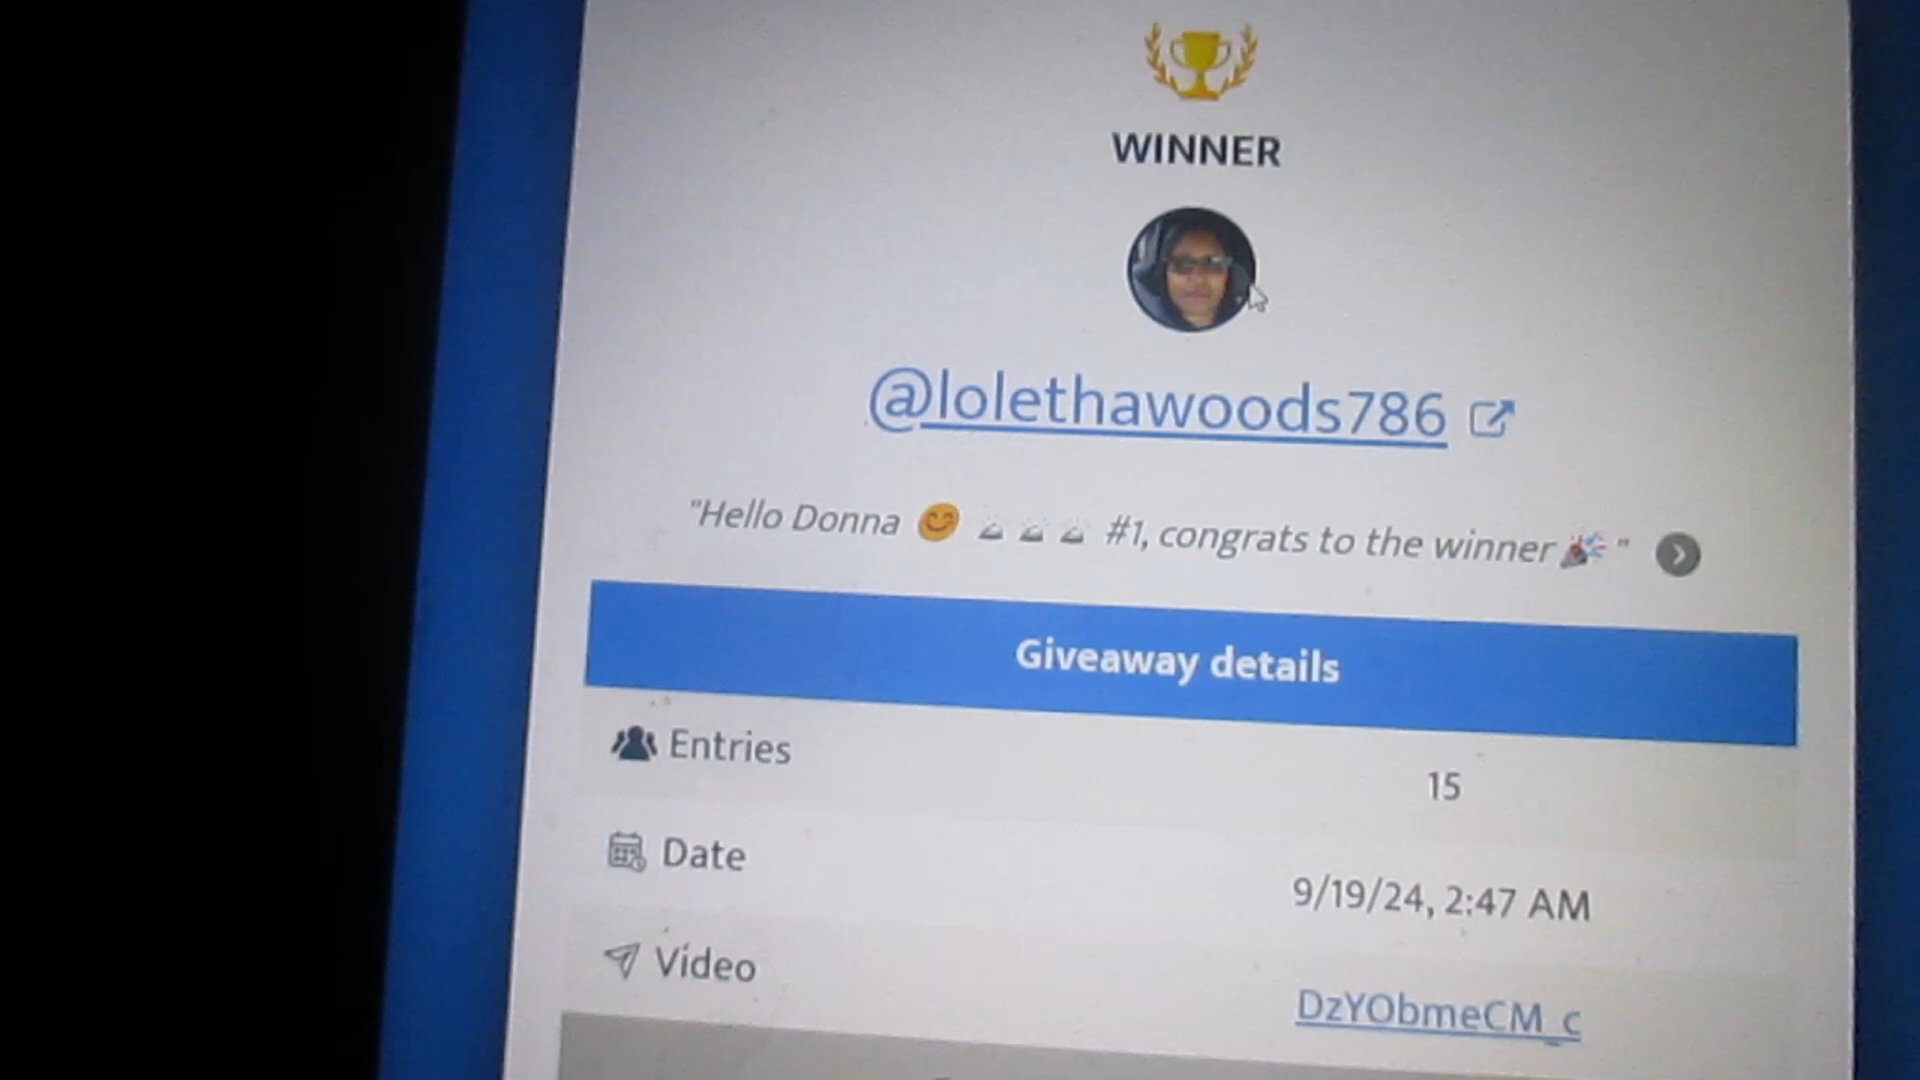 WINNER
@lolethawoods786
"Hello Donna 😊 #1, congrats to the winner 🎉"
Giveaway details
Entries
15
Date
9/19/24, 2:47 AM
Video
DzYObmeCM_c